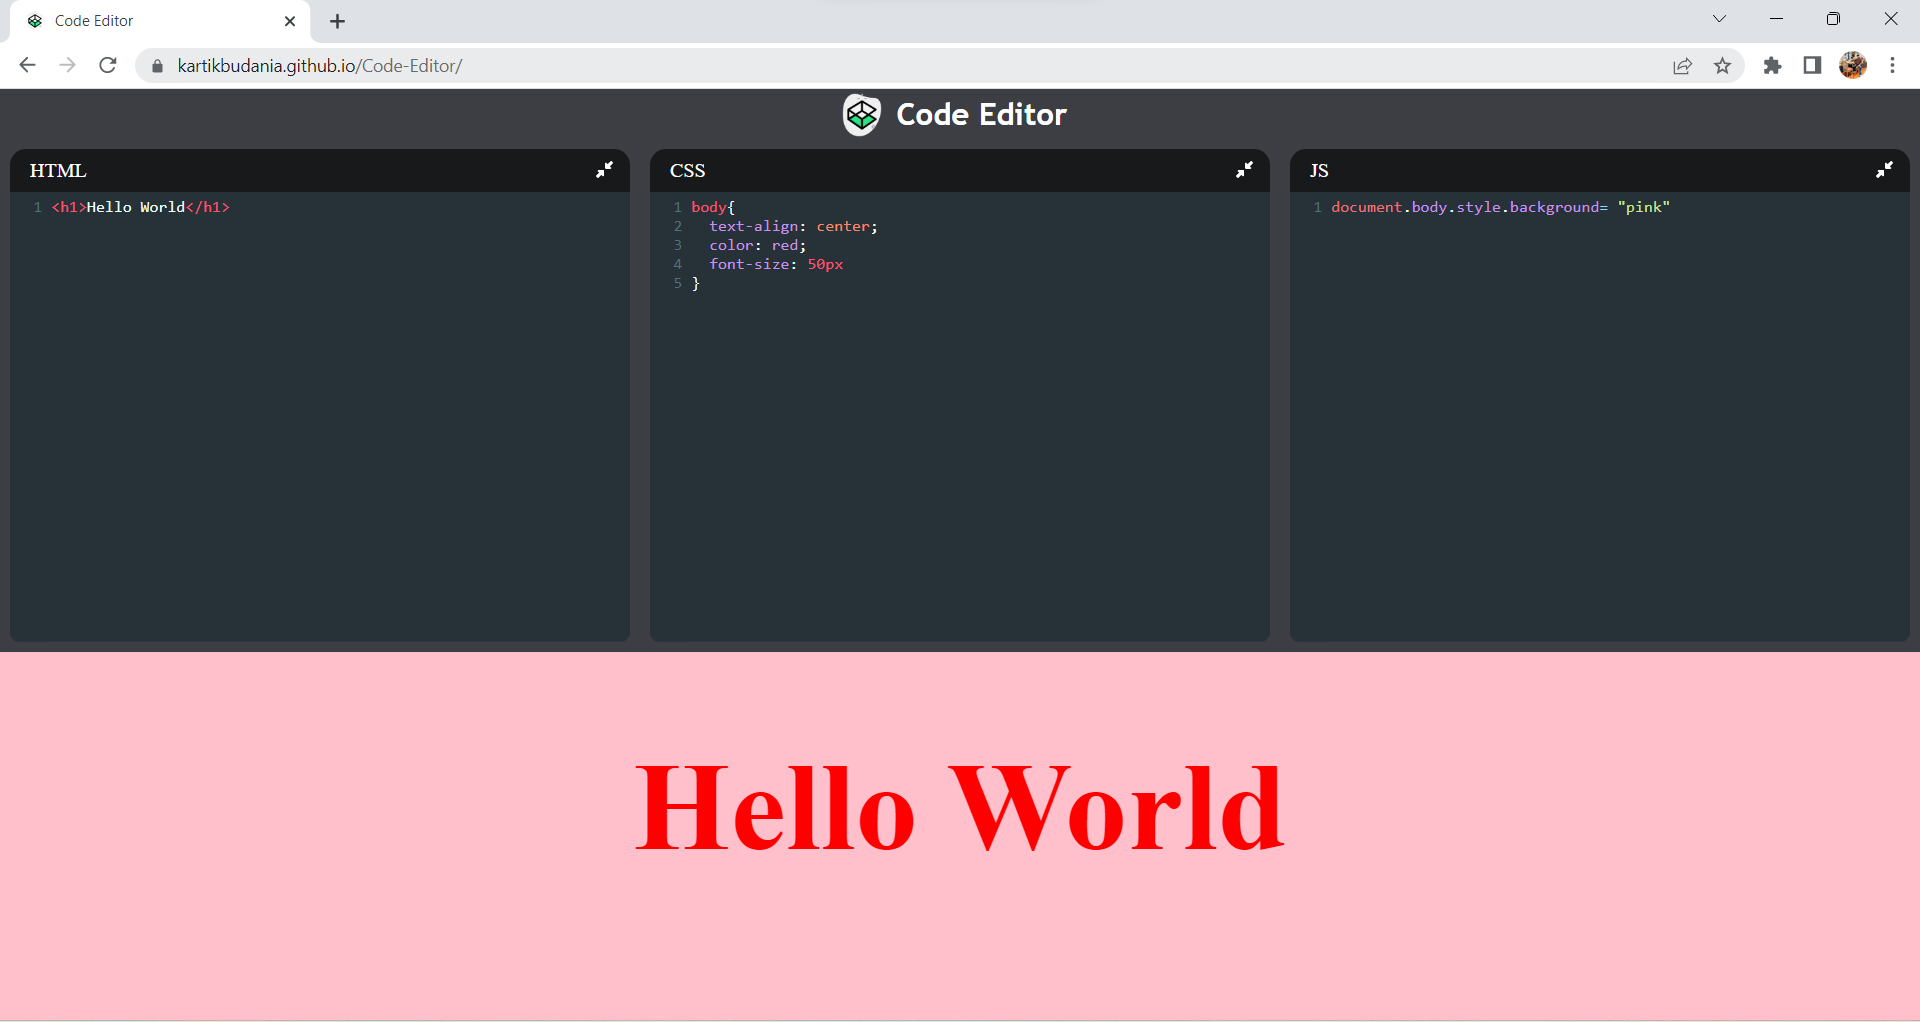 Code Editor
kartikbudania.github.io/Code-Editor/
Code Editor
HTML
1 <h1>Hello World</h1>
CSS
1 body{
2   text-align: center;
3   color: red;
4   font-size: 50px
5 }
JS
1 document.body.style.background= "pink"
Hello World